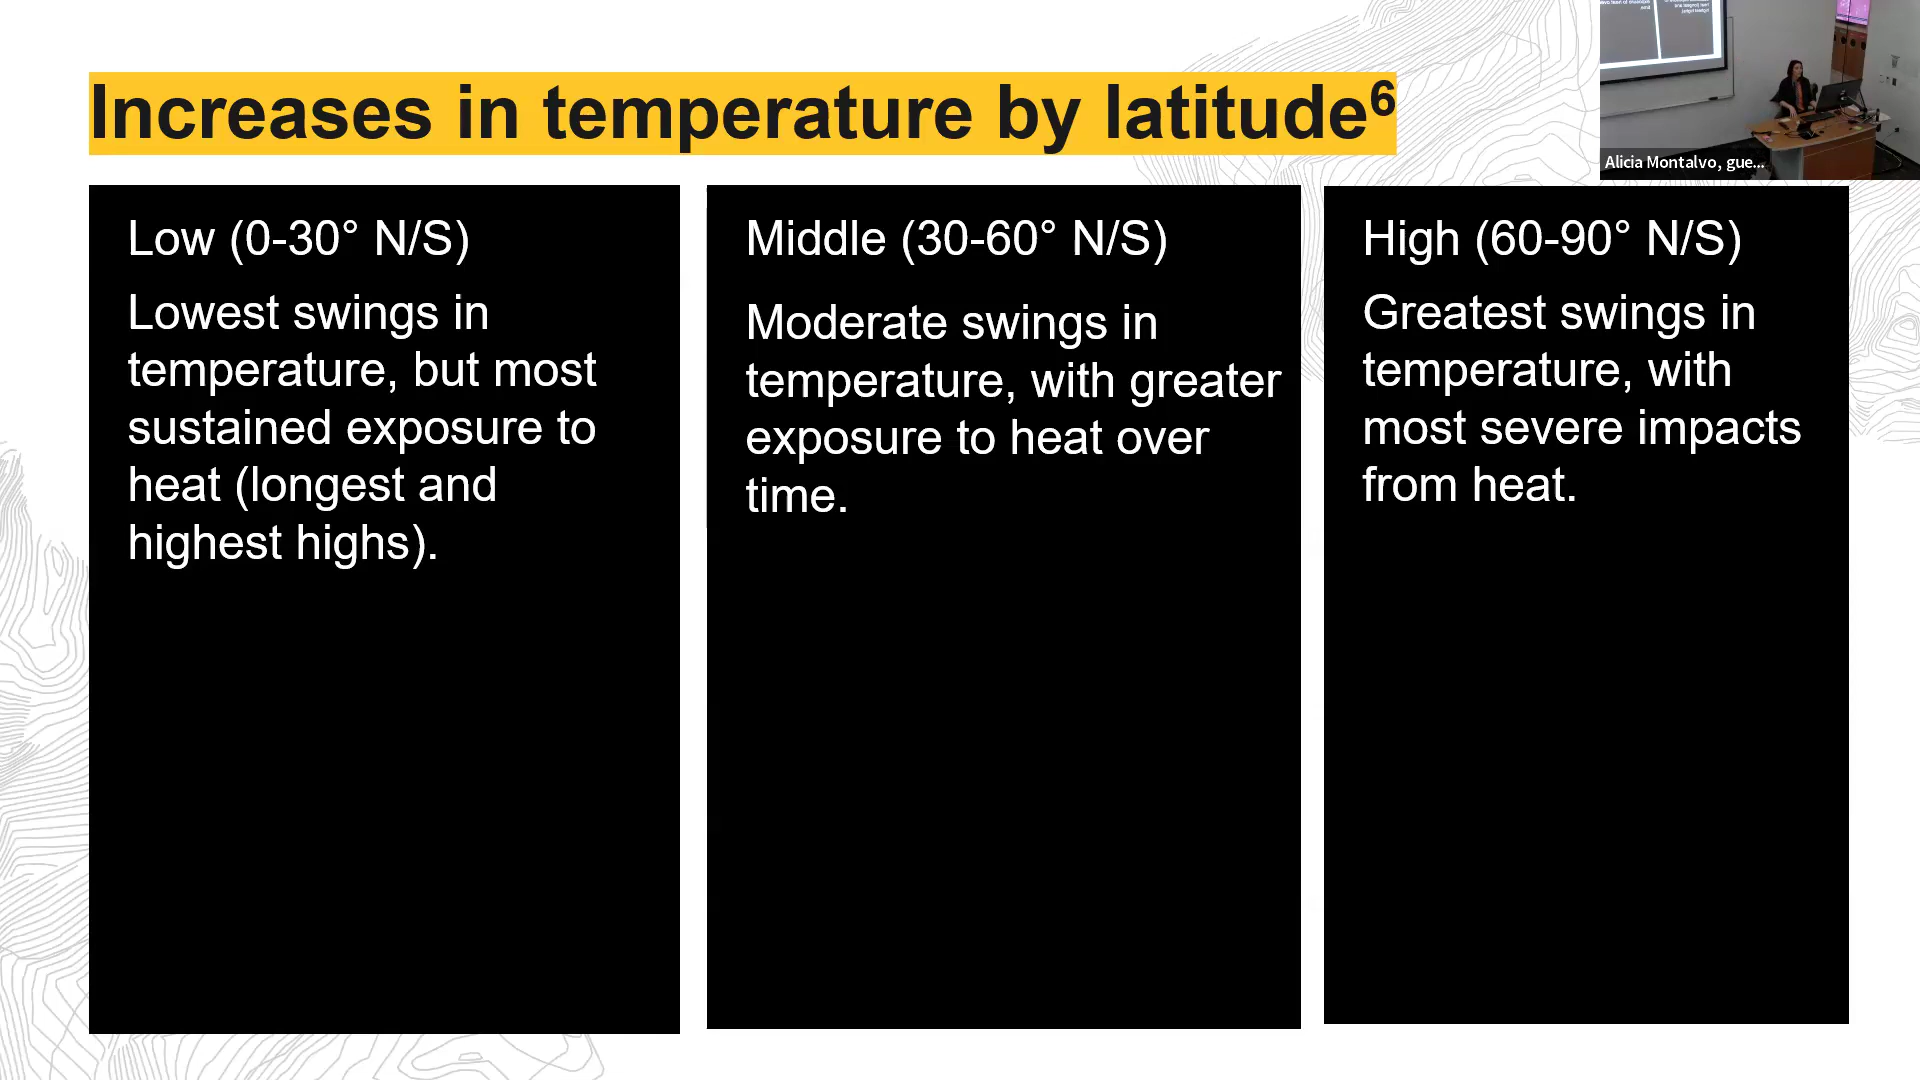 Increases in temperature by latitude⁶
Alicia Montalvo, gue...
Low (0-30° N/S)
Lowest swings in
temperature, but most
sustained exposure to
heat (longest and
highest highs).
Middle (30-60° N/S)
Moderate swings in
temperature, with greater
exposure to heat over
time.
High (60-90° N/S)
Greatest swings in
temperature, with
most severe impacts
from heat.